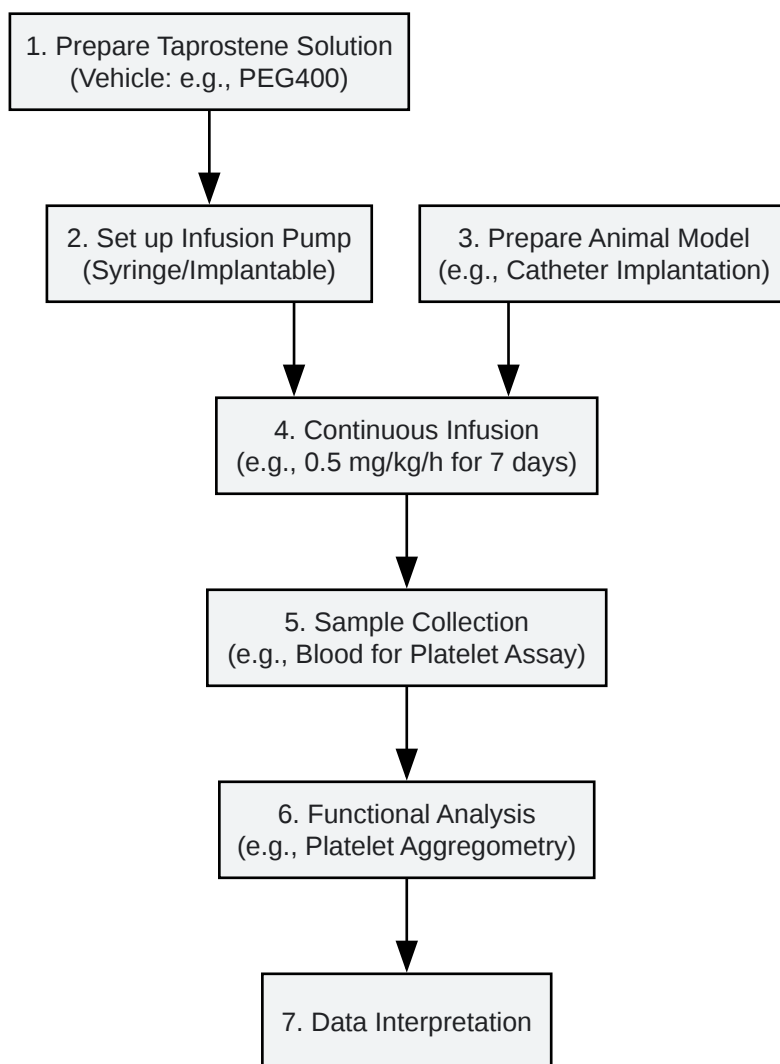 1. Prepare Taprostene Solution
(Vehicle: e.g., PEG400)
2. Set up Infusion Pump
(Syringe/Implantable)
3. Prepare Animal Model
(e.g., Catheter Implantation)
4. Continuous Infusion
(e.g., 0.5 mg/kg/h for 7 days)
5. Sample Collection
(e.g., Blood for Platelet Assay)
6. Functional Analysis
(e.g., Platelet Aggregometry)
7. Data Interpretation